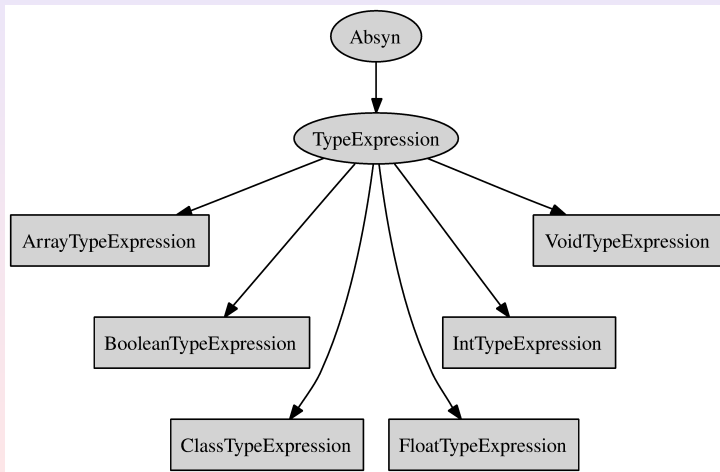 Absyn
TypeExpression
ArrayTypeExpression
VoidTypeExpression
BooleanTypeExpression
IntTypeExpression
ClassTypeExpression
FloatTypeExpression